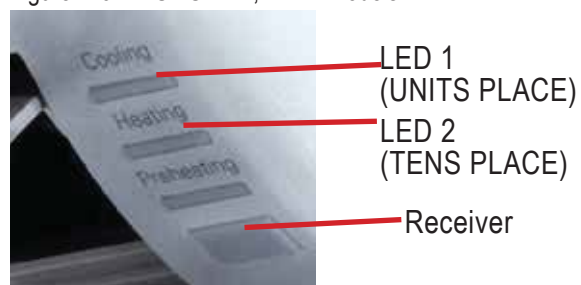 Cooling
LED 1
(UNITS PLACE)
Heating
LED 2
(TENS PLACE)
Preheating
Receiver